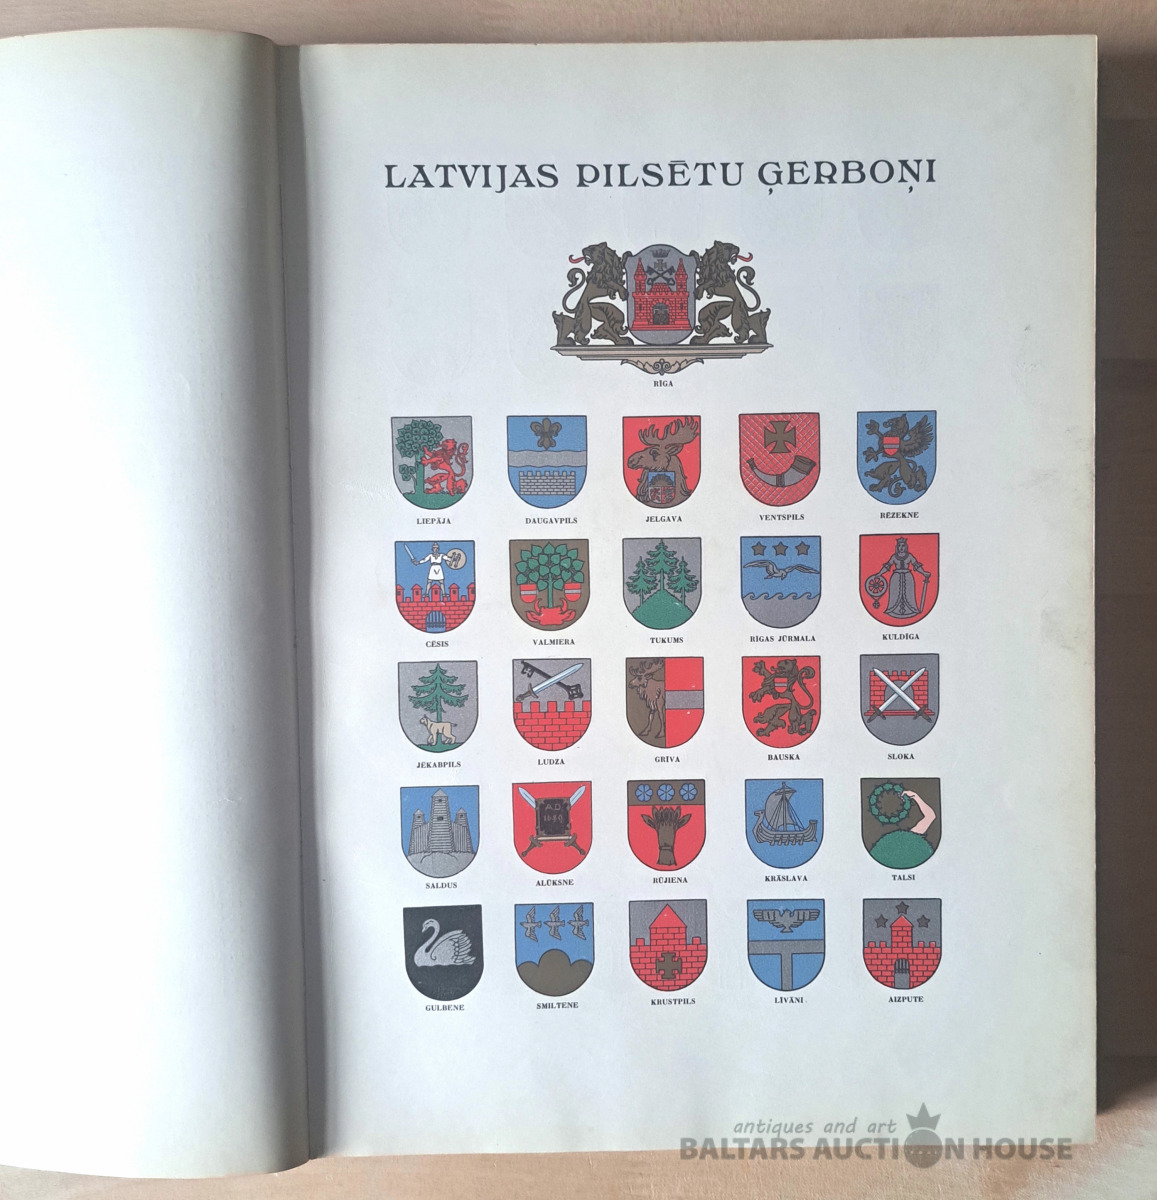 LATVIJAS PILSĒTU ĢERBOŅI
RĪGA
LIEPĀJA DAUGAVPILS JELGAVA VENTSPILS RĒZEKNE
CĒSIS VALMIERA TUKUMS RĪGAS JŪRMALA KULDĪGA
JĒKABPILS LUDZA GRĪVA BAUSKA SLOKA
A.D.
SALDUS ALŪKSNE RŪJIENA KRĀSLAVA TALSI
GULBENE SMILTENE KRUSTPILS LĪVĀNI AIZPUTE
antiques and art
BALTARS AUCTION HOUSE